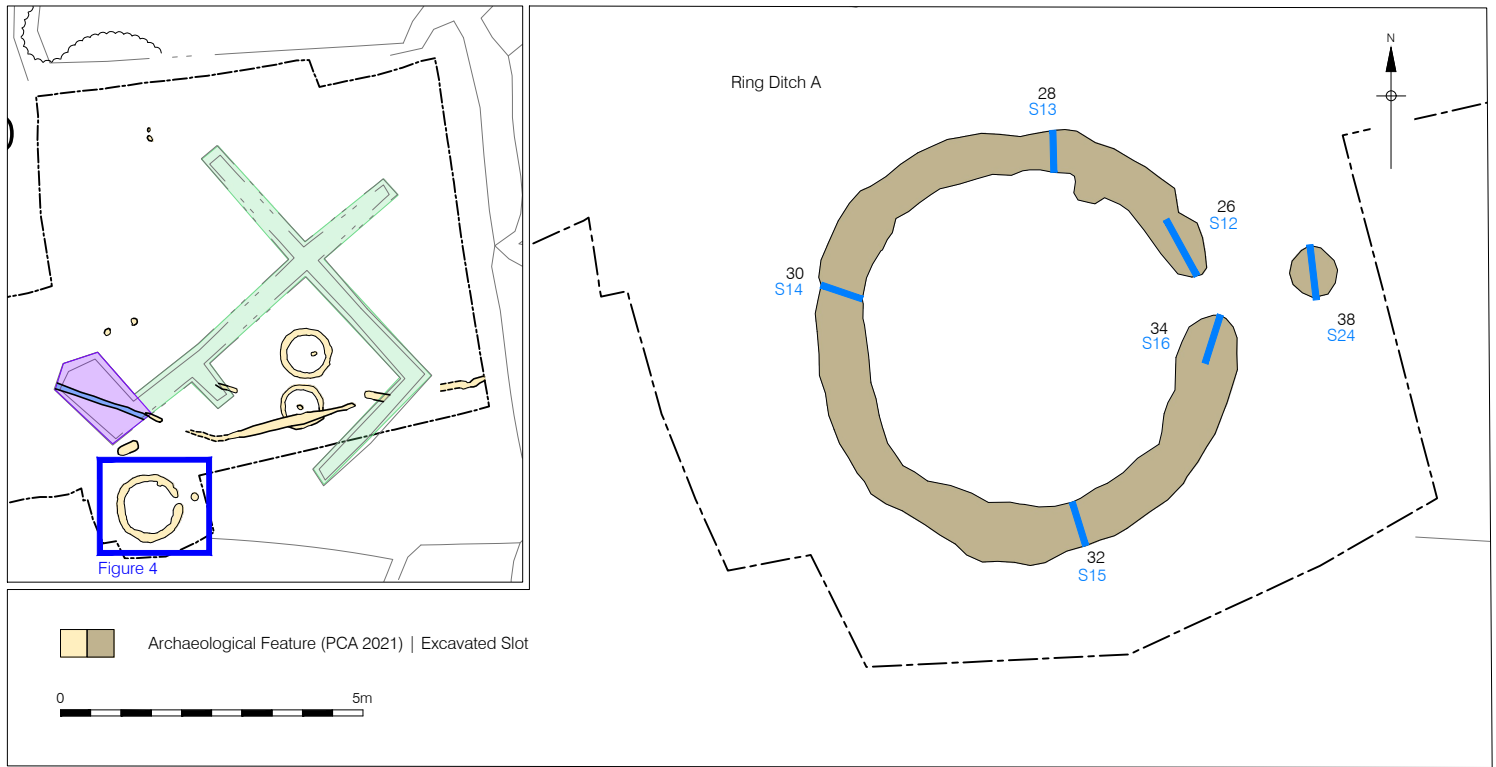 Figure 4
Ring Ditch A
N
28
S13
26
S12
30
S14
34
S16
38
S24
32
S15
Archaeological Feature (PCA 2021) | Excavated Slot
0 5m